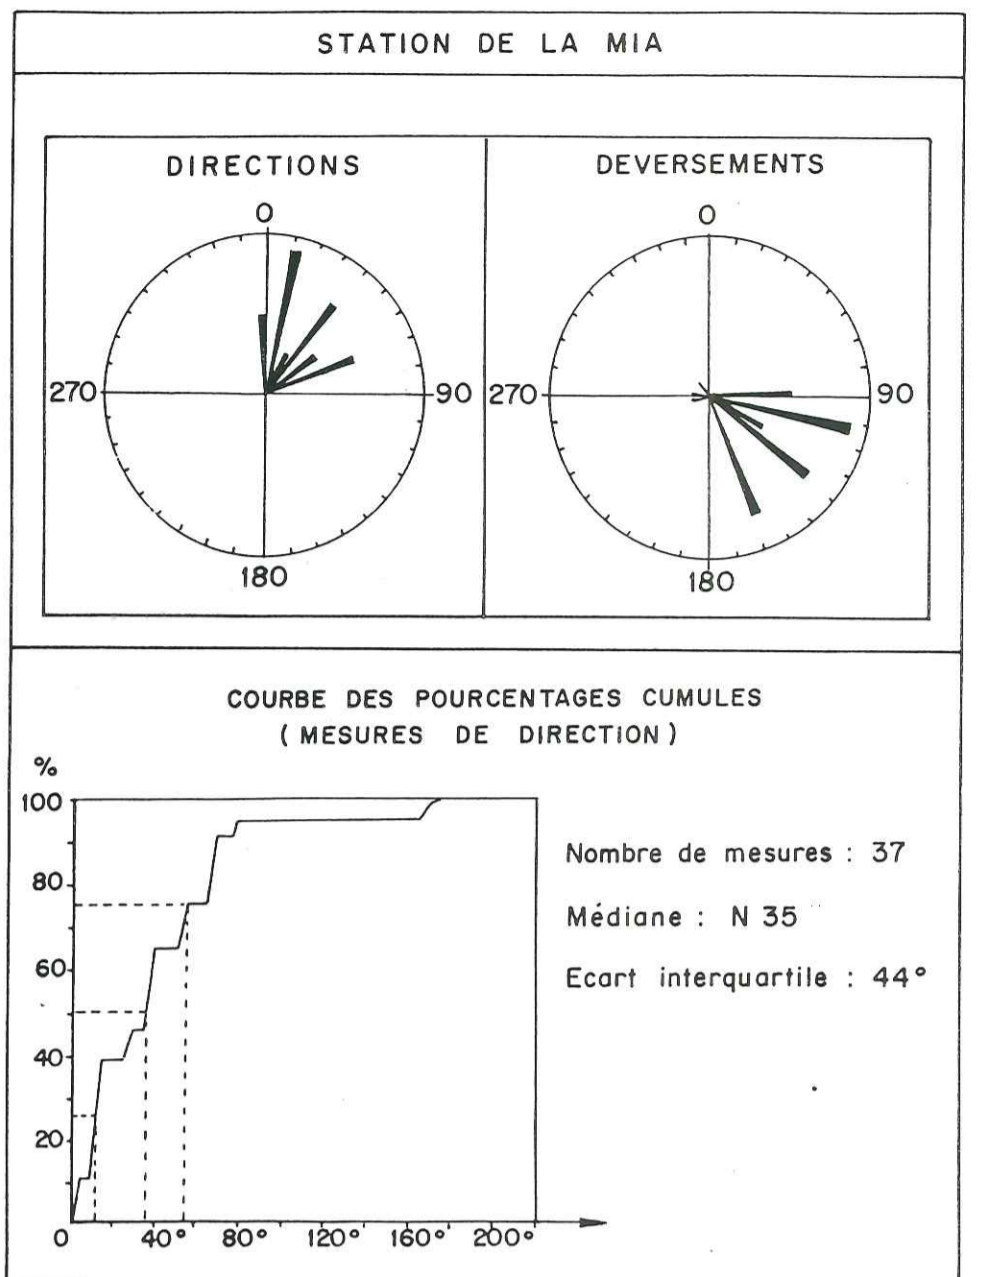 STATION DE LA MIA
DIRECTIONS
DEVERSEMENTS
0
0
270
90
270
90
180
180
COURBE DES POURCENTAGES CUMULES
( MESURES DE DIRECTION )
%
100
80
60
40
20
0 40° 80° 120° 160° 200°
Nombre de mesures : 37
Médiane : N 35
Ecart interquartile : 44°